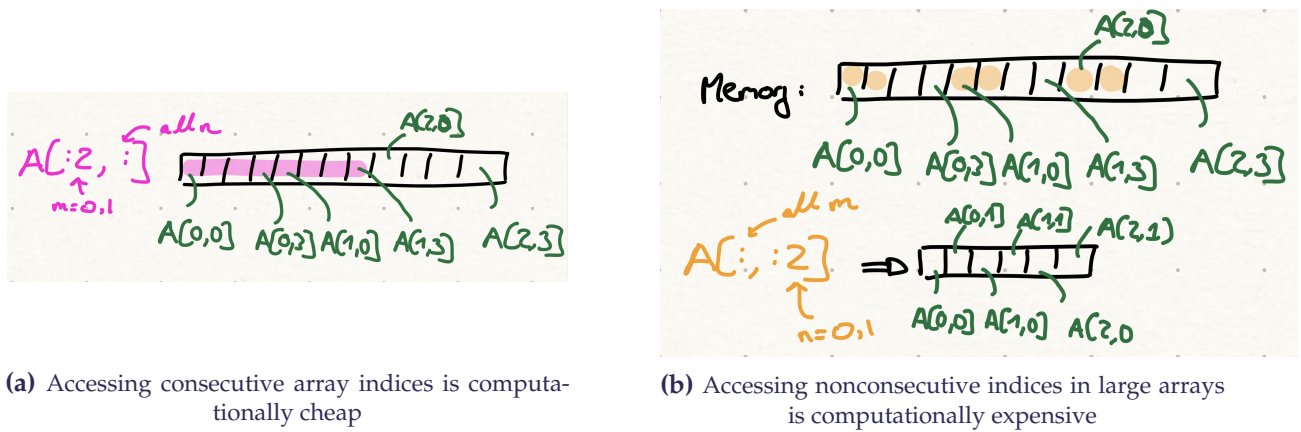 A[:2, :]
all n
m=0,1
A[2,0]
A[0,0]
A[0,3]
A[1,0]
A[1,3]
A[2,3]
(a) Accessing consecutive array indices is computa-
tionally cheap
Memory:
A[2,0]
A[0,0]
A[0,3]
A[1,0]
A[1,3]
A[2,3]
all m
A[:, :2]
n=0,1
A[0,1]
A[1,1]
A[2,1]
A[0,0]
A[1,0]
A[2,0
(b) Accessing nonconsecutive indices in large arrays
is computationally expensive